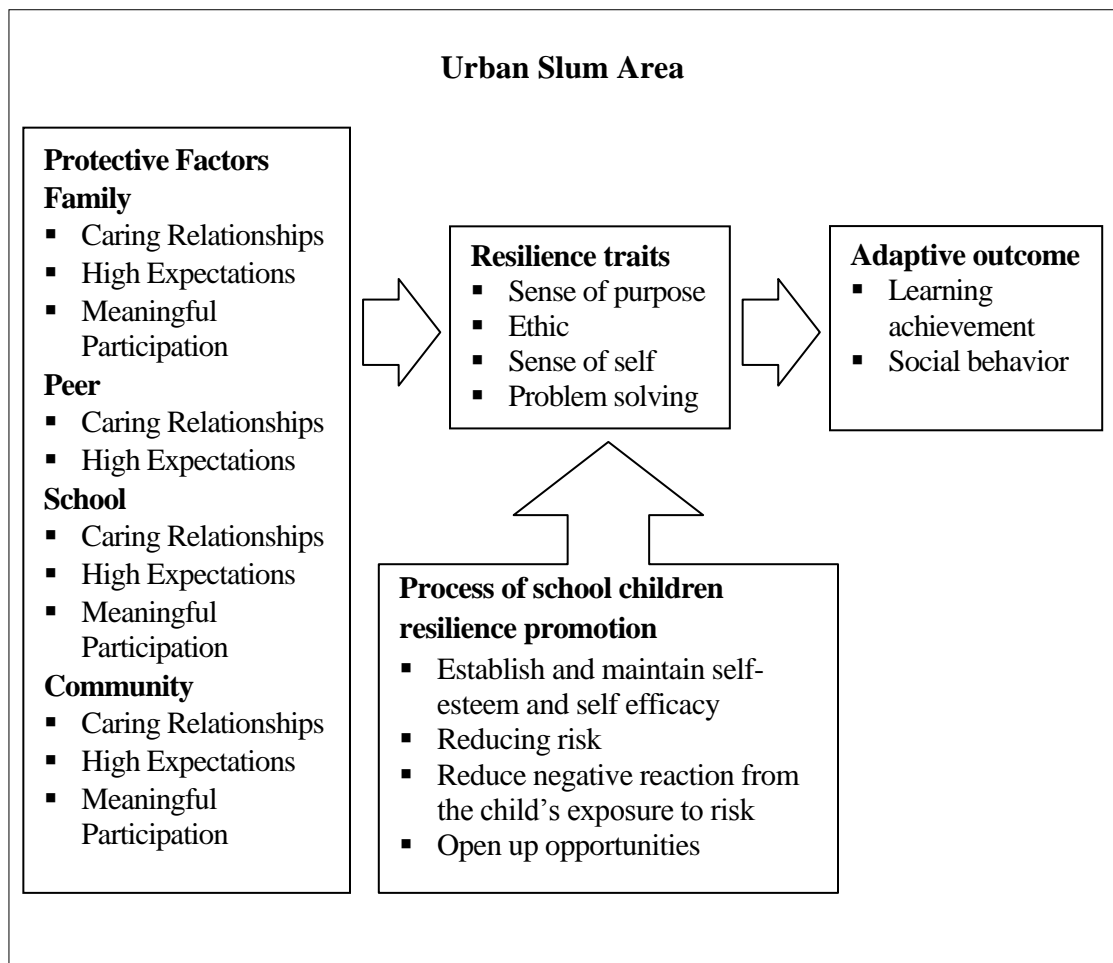 Urban Slum Area
Protective Factors
Family
▪ Caring Relationships
▪ High Expectations
▪ Meaningful
Participation
Peer
▪ Caring Relationships
▪ High Expectations
School
▪ Caring Relationships
▪ High Expectations
▪ Meaningful
Participation
Community
▪ Caring Relationships
▪ High Expectations
▪ Meaningful
Participation
Resilience traits
▪ Sense of purpose
▪ Ethic
▪ Sense of self
▪ Problem solving
Adaptive outcome
▪ Learning
achievement
▪ Social behavior
Process of school children
resilience promotion
▪ Establish and maintain self-
esteem and self efficacy
▪ Reducing risk
▪ Reduce negative reaction from
the child’s exposure to risk
▪ Open up opportunities